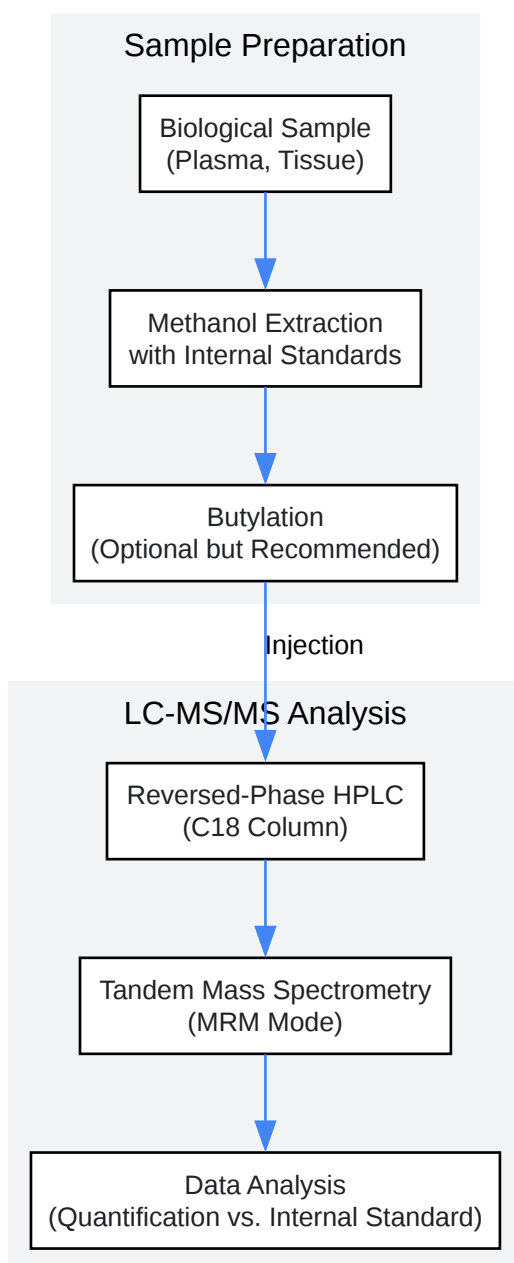 Sample Preparation
Biological Sample
(Plasma, Tissue)
Methanol Extraction
with Internal Standards
Butylation
(Optional but Recommended)
Injection
LC-MS/MS Analysis
Reversed-Phase HPLC
(C18 Column)
Tandem Mass Spectrometry
(MRM Mode)
Data Analysis
(Quantification vs. Internal Standard)